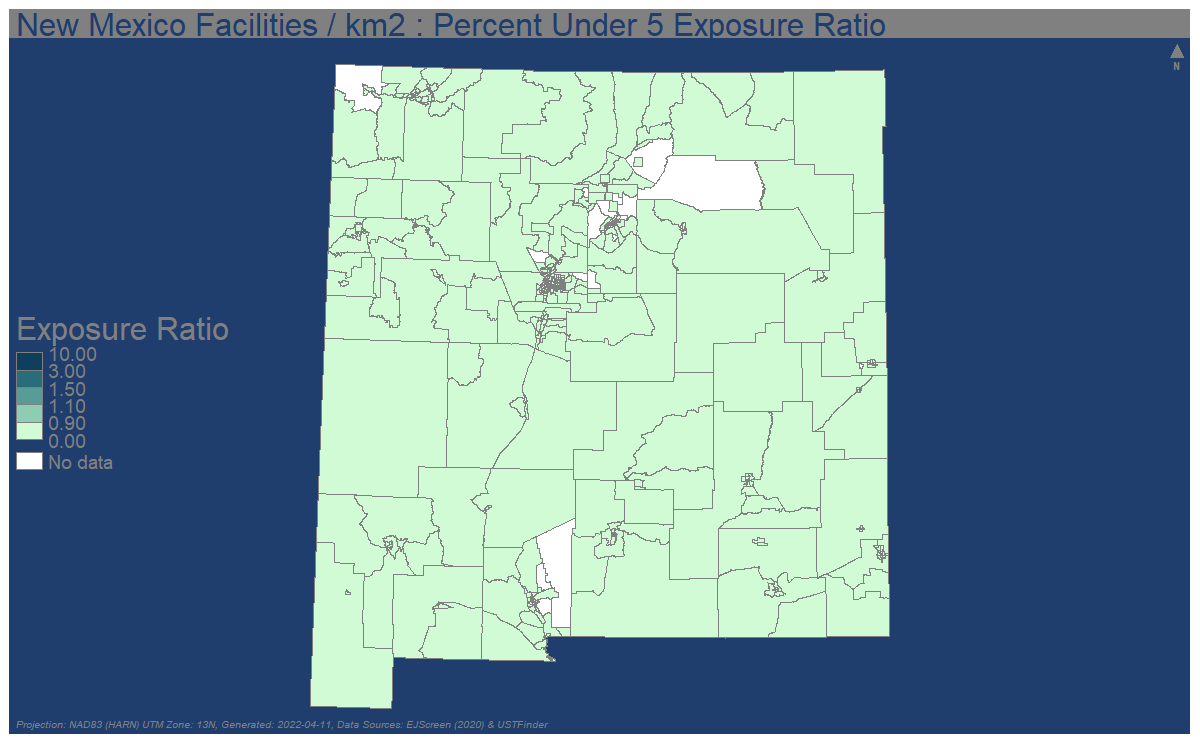 New Mexico Facilities / km2 : Percent Under 5 Exposure Ratio
N
Exposure Ratio
10.00
3.00
1.50
1.10
0.90
0.00
No data
Projection: NAD83 (HARN) UTM Zone: 13N, Generated: 2022-04-11, Data Sources: EJScreen (2020) & USTFinder